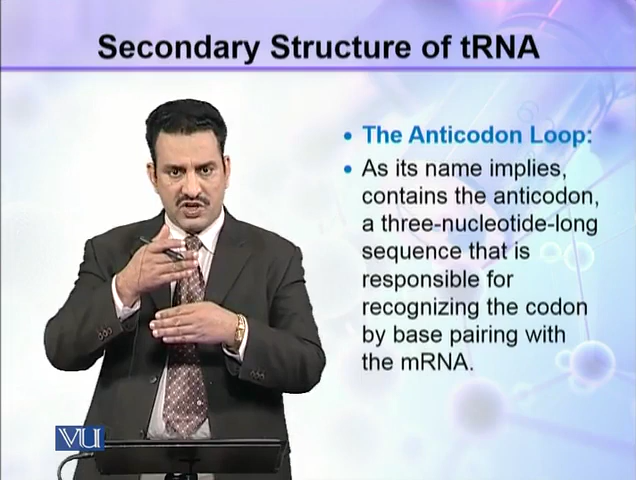 Secondary Structure of tRNA
• The Anticodon Loop:
• As its name implies,
contains the anticodon,
a three-nucleotide-long
sequence that is
responsible for
recognizing the codon
by base pairing with
the mRNA.
VU